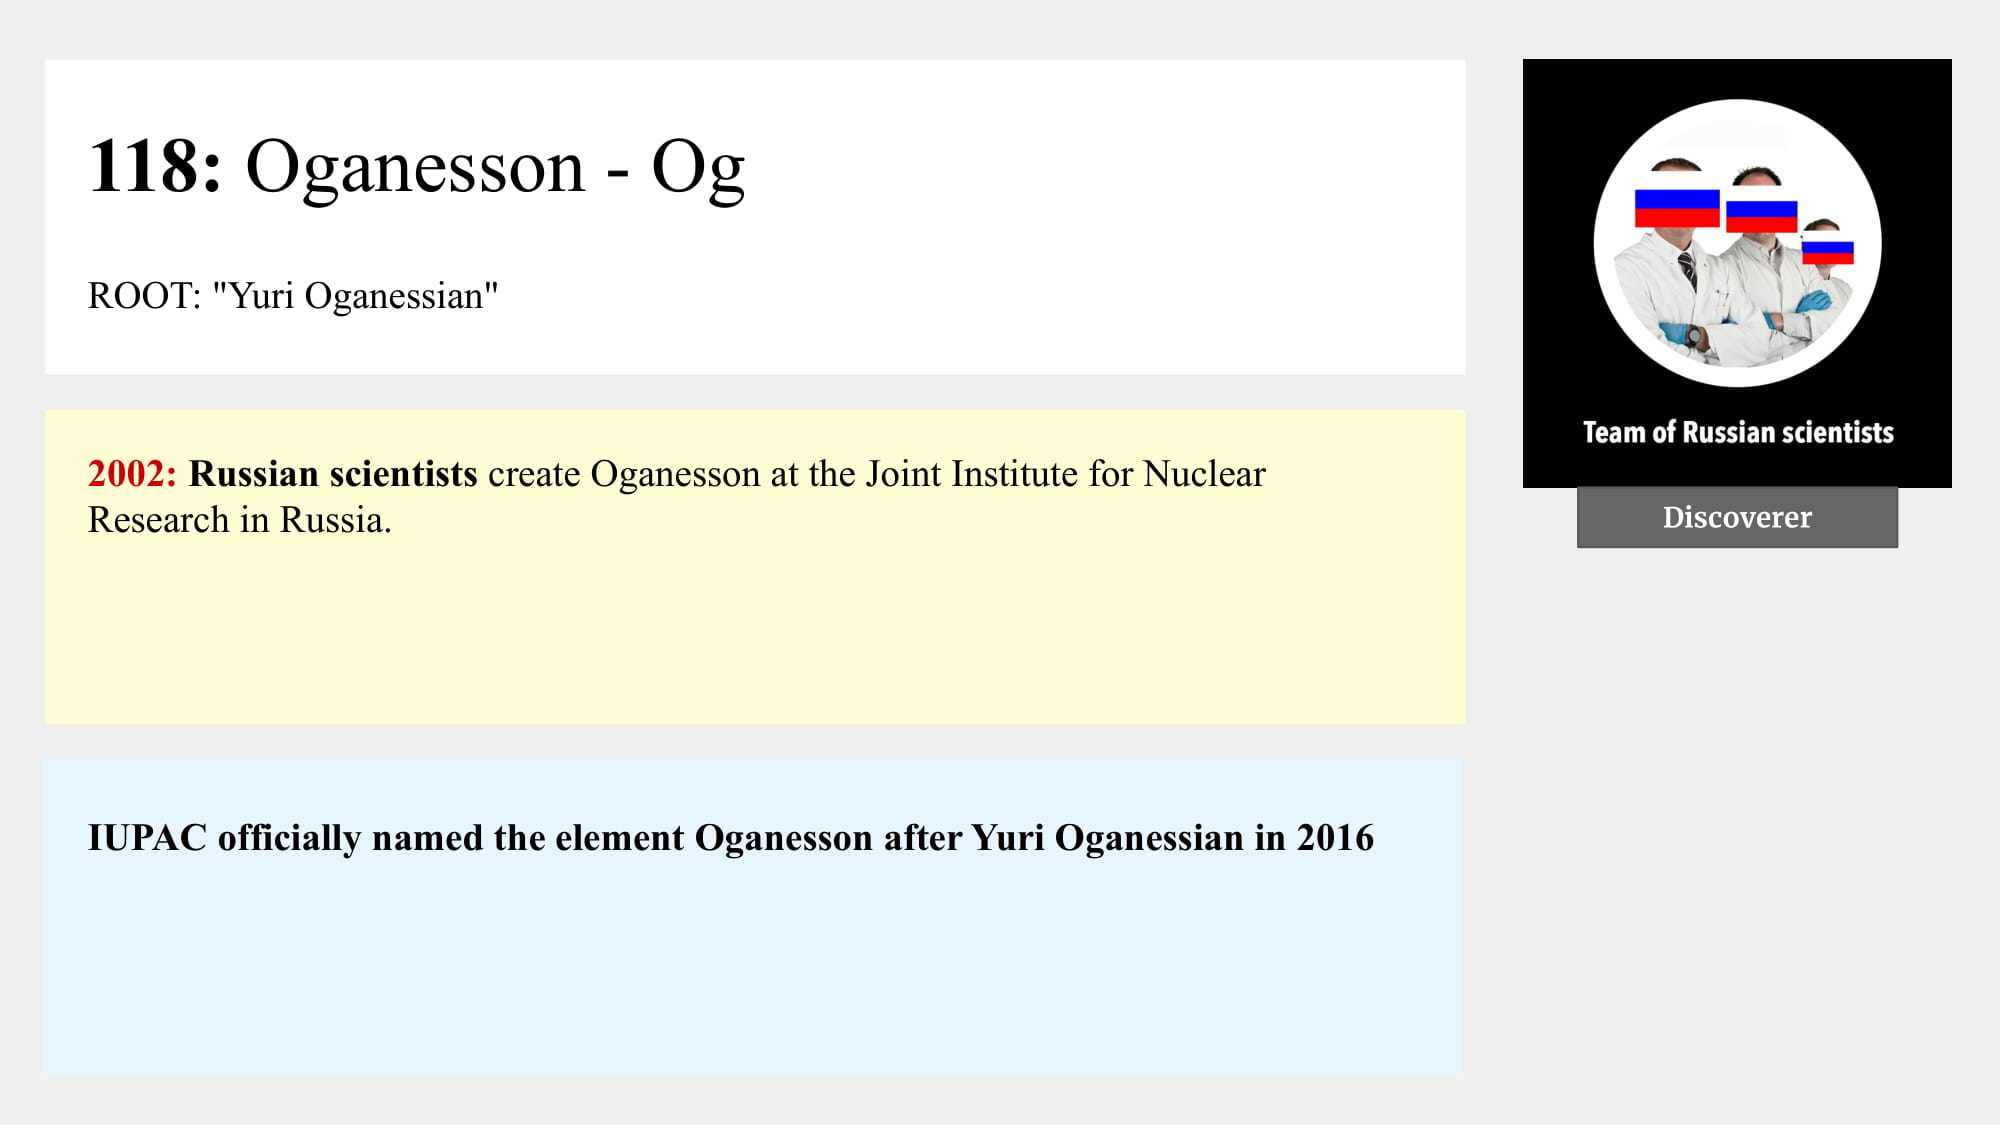 118: Oganesson - Og
ROOT: "Yuri Oganessian"
2002: Russian scientists create Oganesson at the Joint Institute for Nuclear
Research in Russia.
IUPAC officially named the element Oganesson after Yuri Oganessian in 2016
Team of Russian scientists
Discoverer